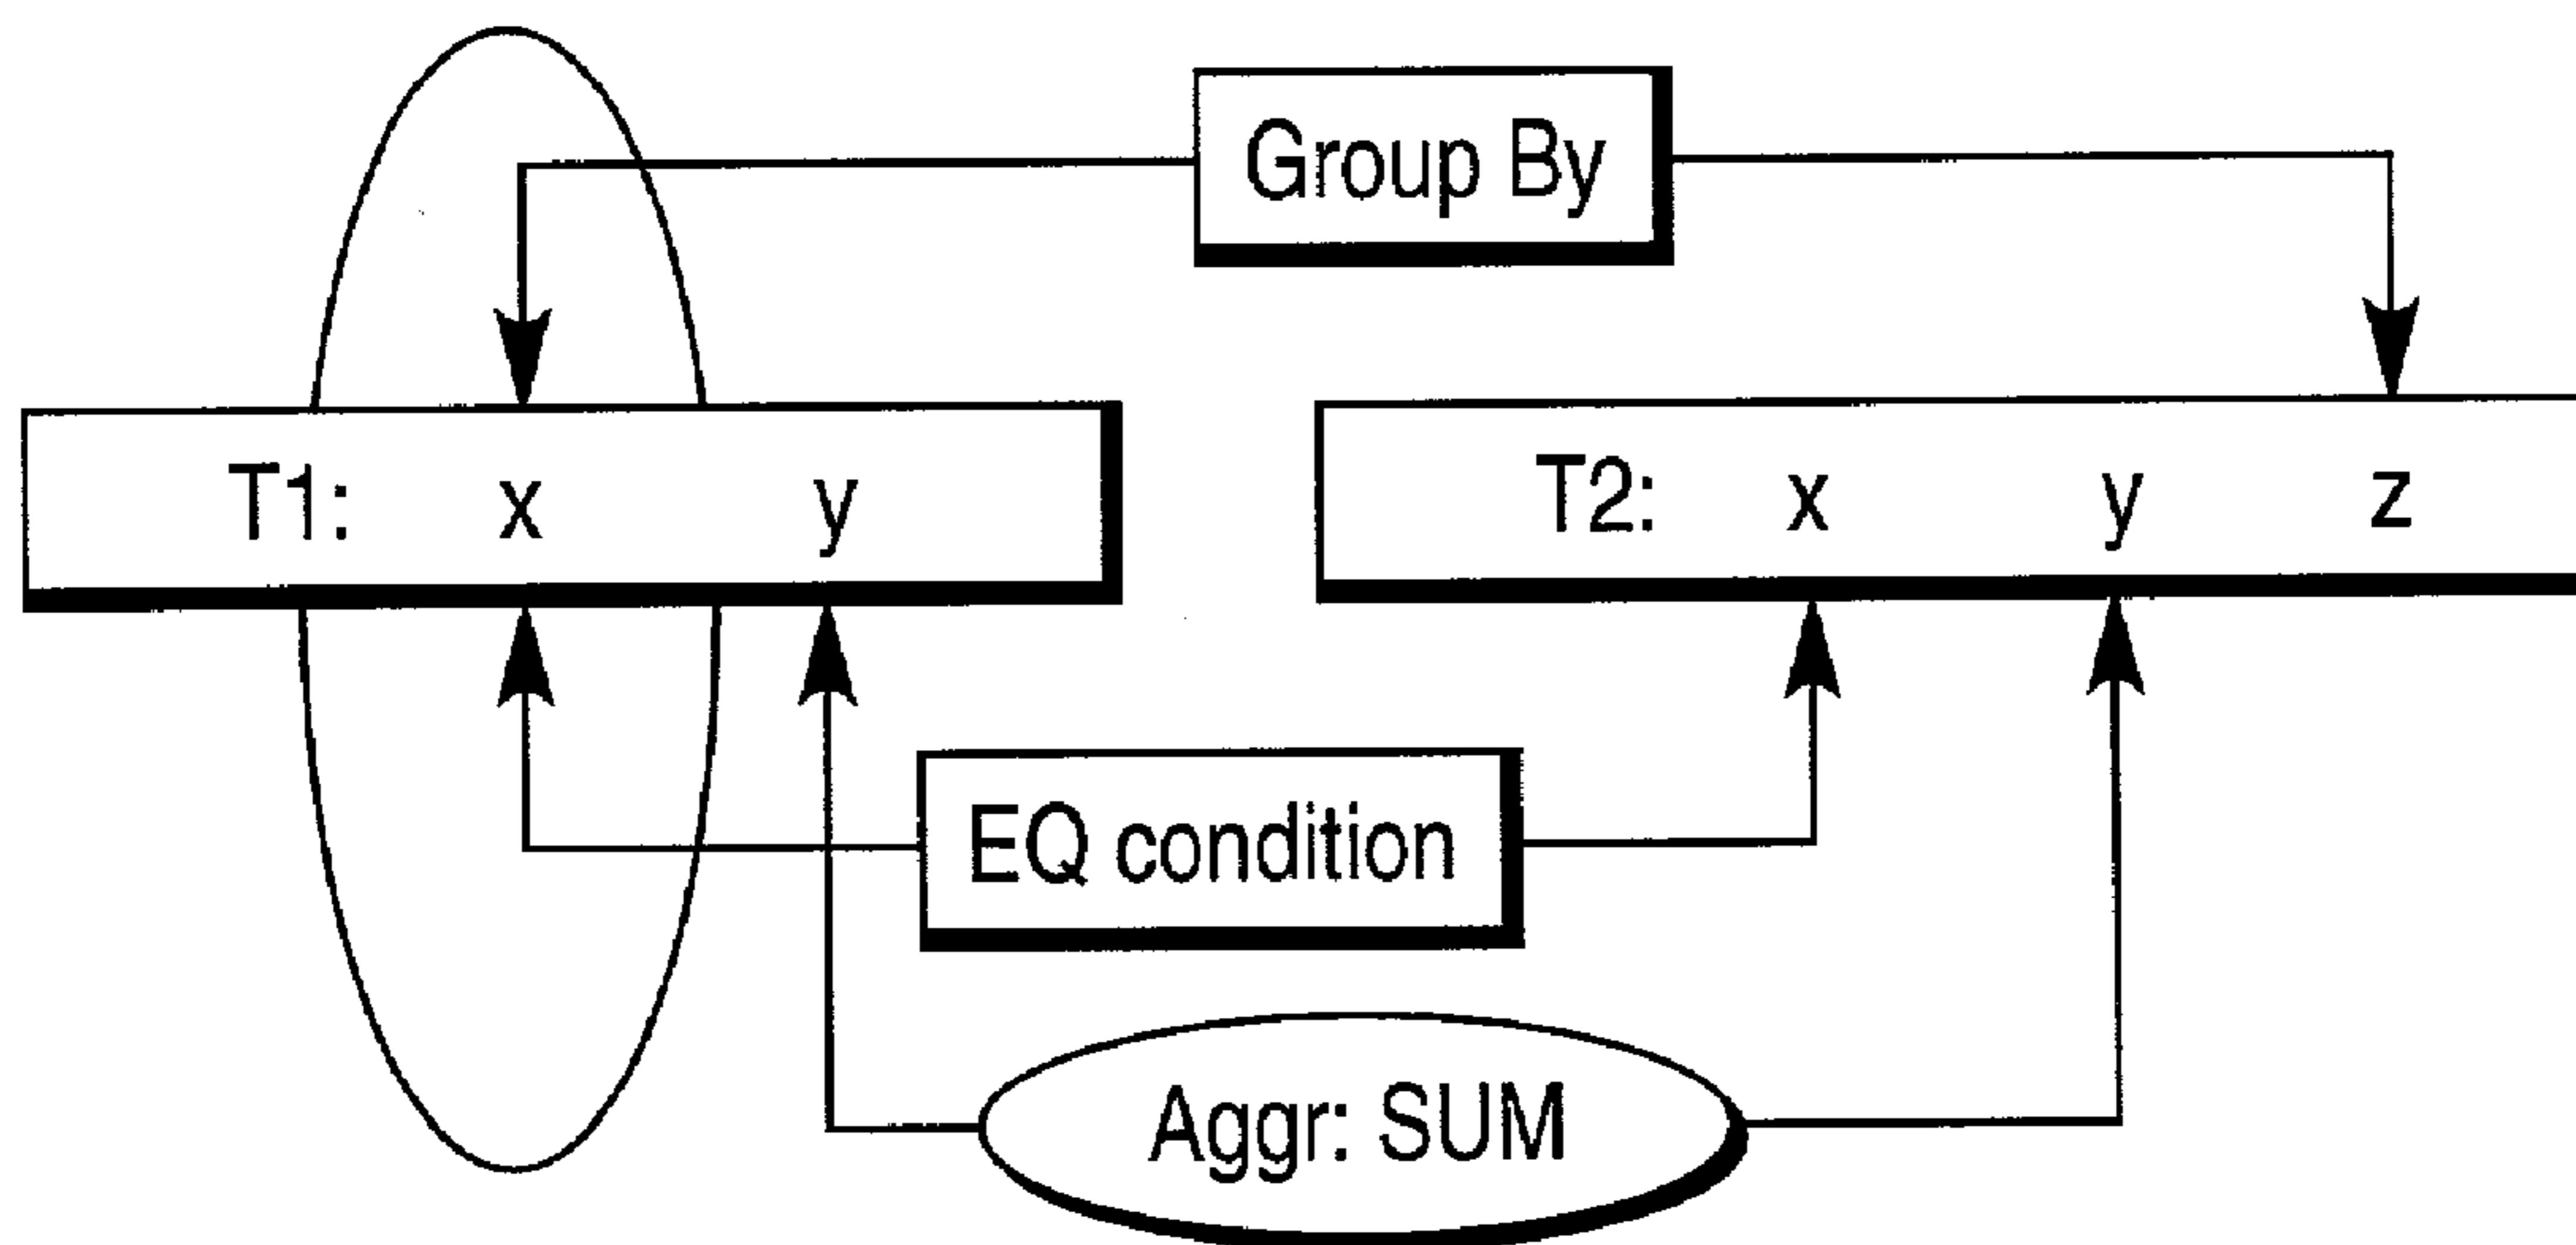 Group By
T1: x y
T2: x y z
EQ condition
Aggr: SUM